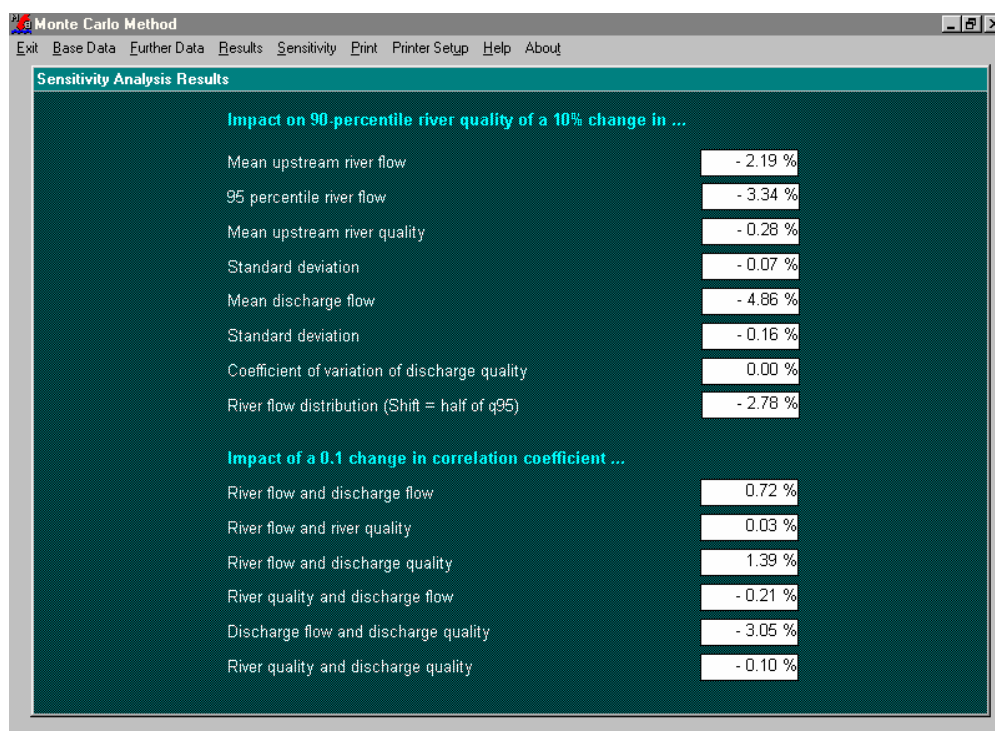 Monte Carlo Method
Exit Base Data Further Data Results Sensitivity Print Printer Setup Help About
Sensitivity Analysis Results
Impact on 90-percentile river quality of a 10% change in ...
Mean upstream river flow - 2.19 %
95 percentile river flow - 3.34 %
Mean upstream river quality - 0.28 %
Standard deviation - 0.07 %
Mean discharge flow - 4.86 %
Standard deviation - 0.16 %
Coefficient of variation of discharge quality 0.00 %
River flow distribution (Shift = half of q95) - 2.78 %
Impact of a 0.1 change in correlation coefficient ...
River flow and discharge flow 0.72 %
River flow and river quality 0.03 %
River flow and discharge quality 1.39 %
River quality and discharge flow - 0.21 %
Discharge flow and discharge quality - 3.05 %
River quality and discharge quality - 0.10 %